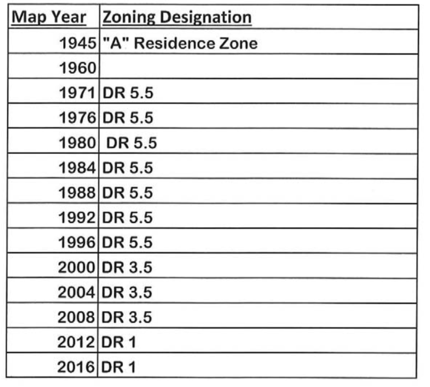 Map Year Zoning Designation
1945 "A" Residence Zone
1960
1971 DR 5.5
1976 DR 5.5
1980 DR 5.5
1984 DR 5.5
1988 DR 5.5
1992 DR 5.5
1996 DR 5.5
2000 DR 3.5
2004 DR 3.5
2008 DR 3.5
2012 DR 1
2016 DR 1